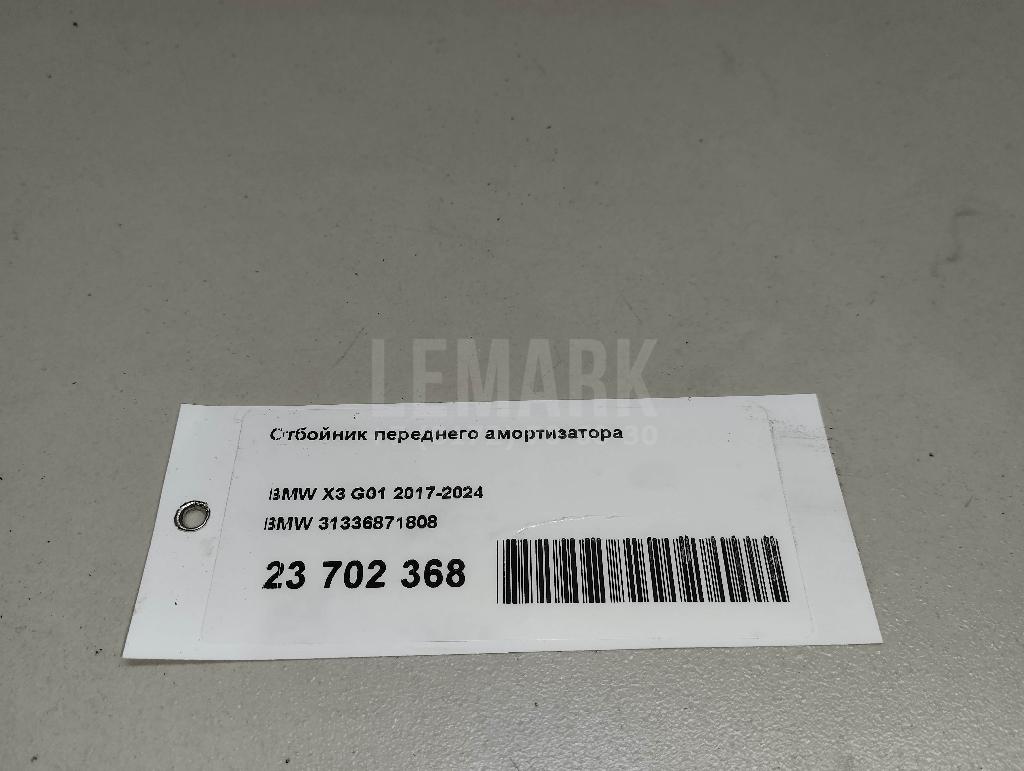 LEMARK
Отбойник переднего амортизатора
BMW X3 G01 2017-2024
BMW 31336871808
23 702 368